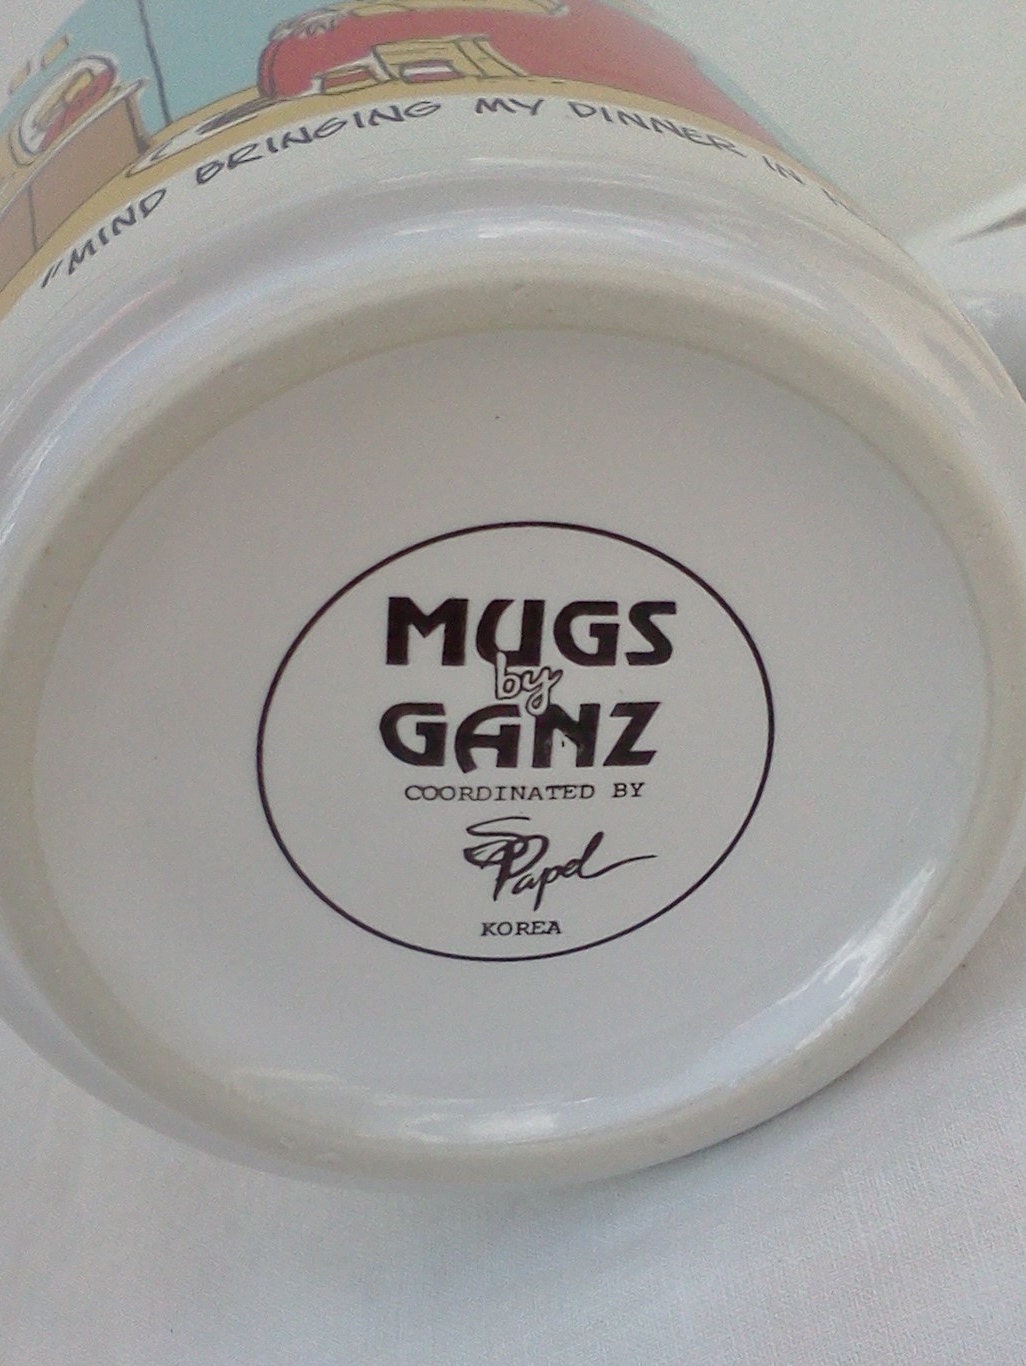 "MIND BRINGING MY DINNER IN
MUGS
by
GANZ
COORDINATED BY
S Papel
KOREA